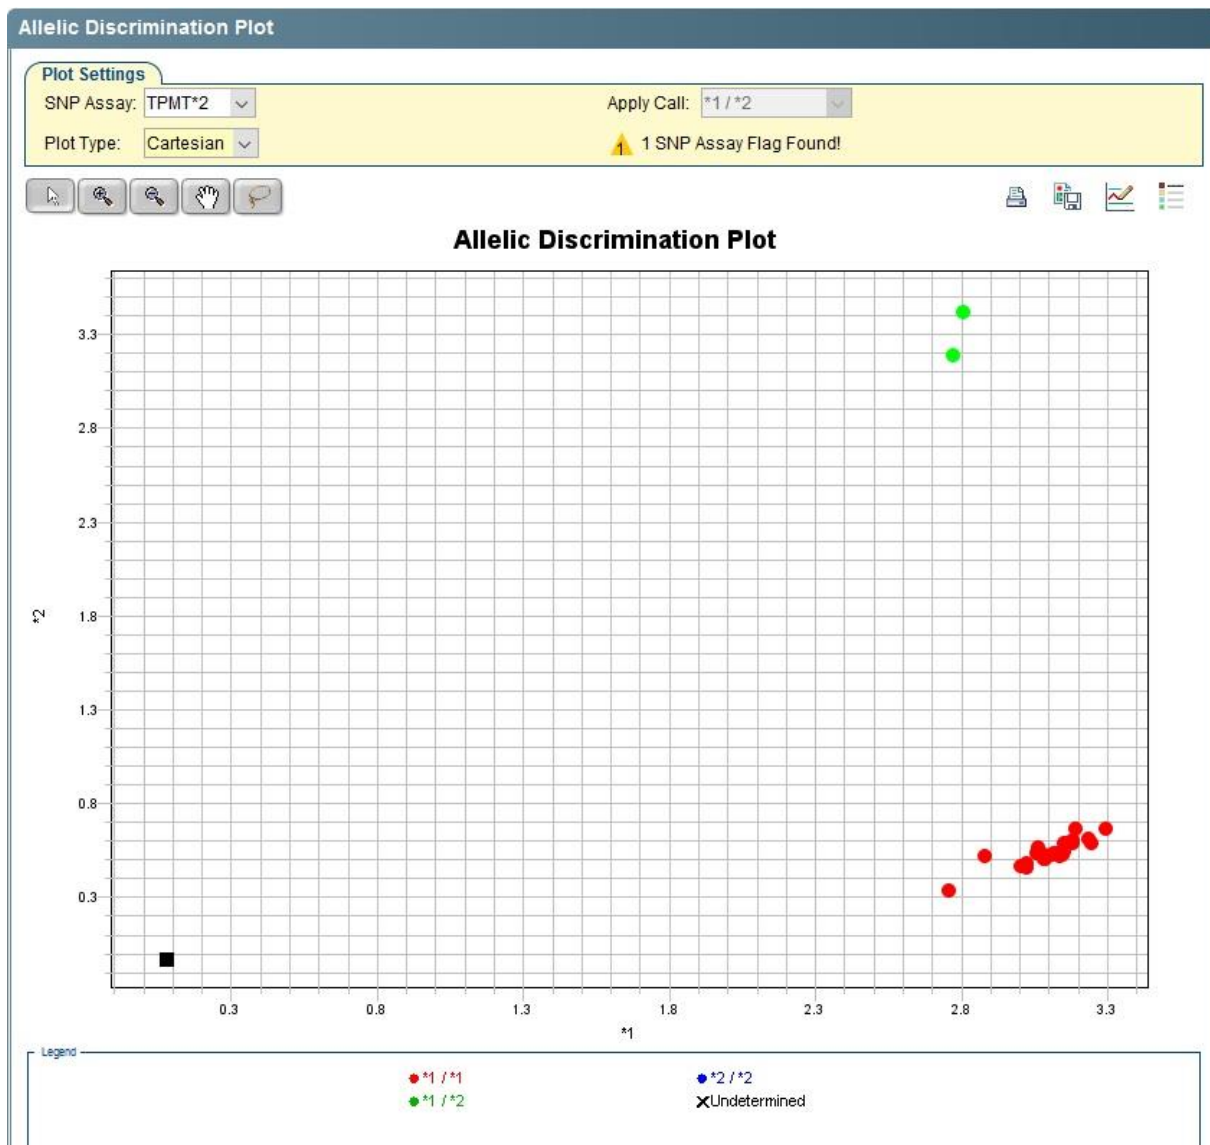 Allelic Discrimination Plot
Plot Settings
SNP Assay: TPMT*2
Apply Call: *1 / *2
Plot Type: Cartesian
1 1 SNP Assay Flag Found!
Allelic Discrimination Plot
3.3
2.8
2.3
*2
1.8
1.3
0.8
0.3
0.3 0.8 1.3 1.8 2.3 2.8 3.3
*1
Legend
*1 / *1 *2 / *2
*1 / *2 Undetermined